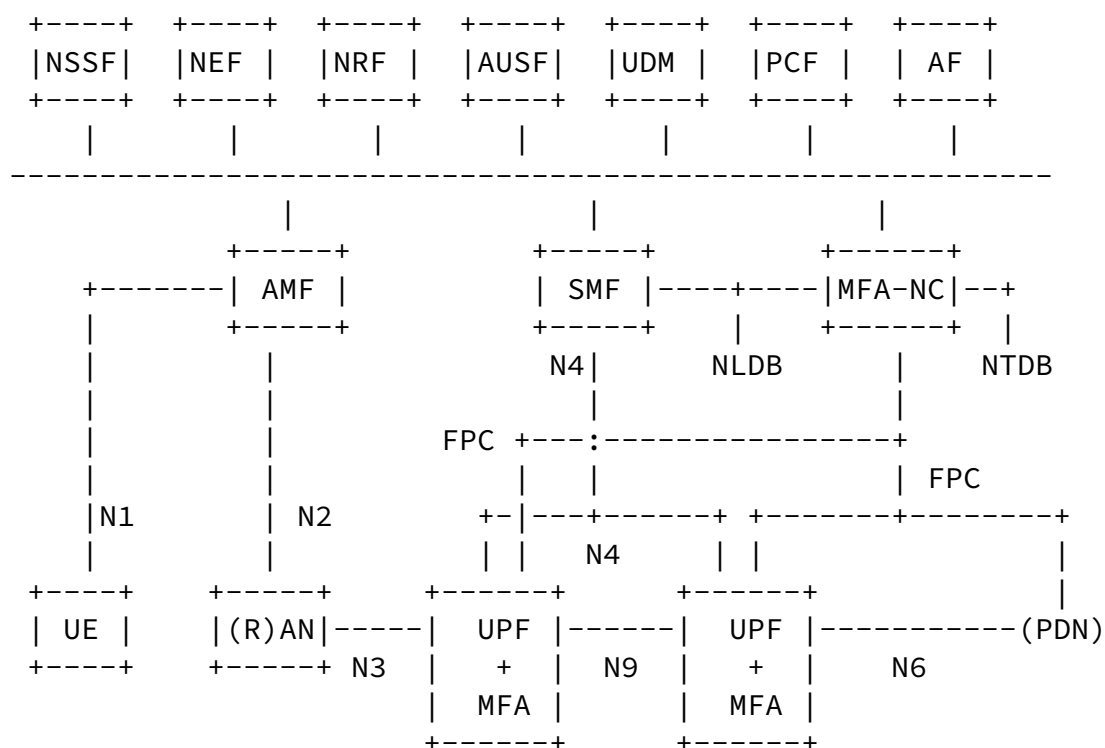 NSSF NEF NRF AUSF UDM PCF AF
AMF SMF MFA-NC
N4 NLDB NTDB
FPC
FPC
N1 N2
N4
UE (R)AN UPF UPF (PDN)
N3 + N9 + N6
MFA MFA